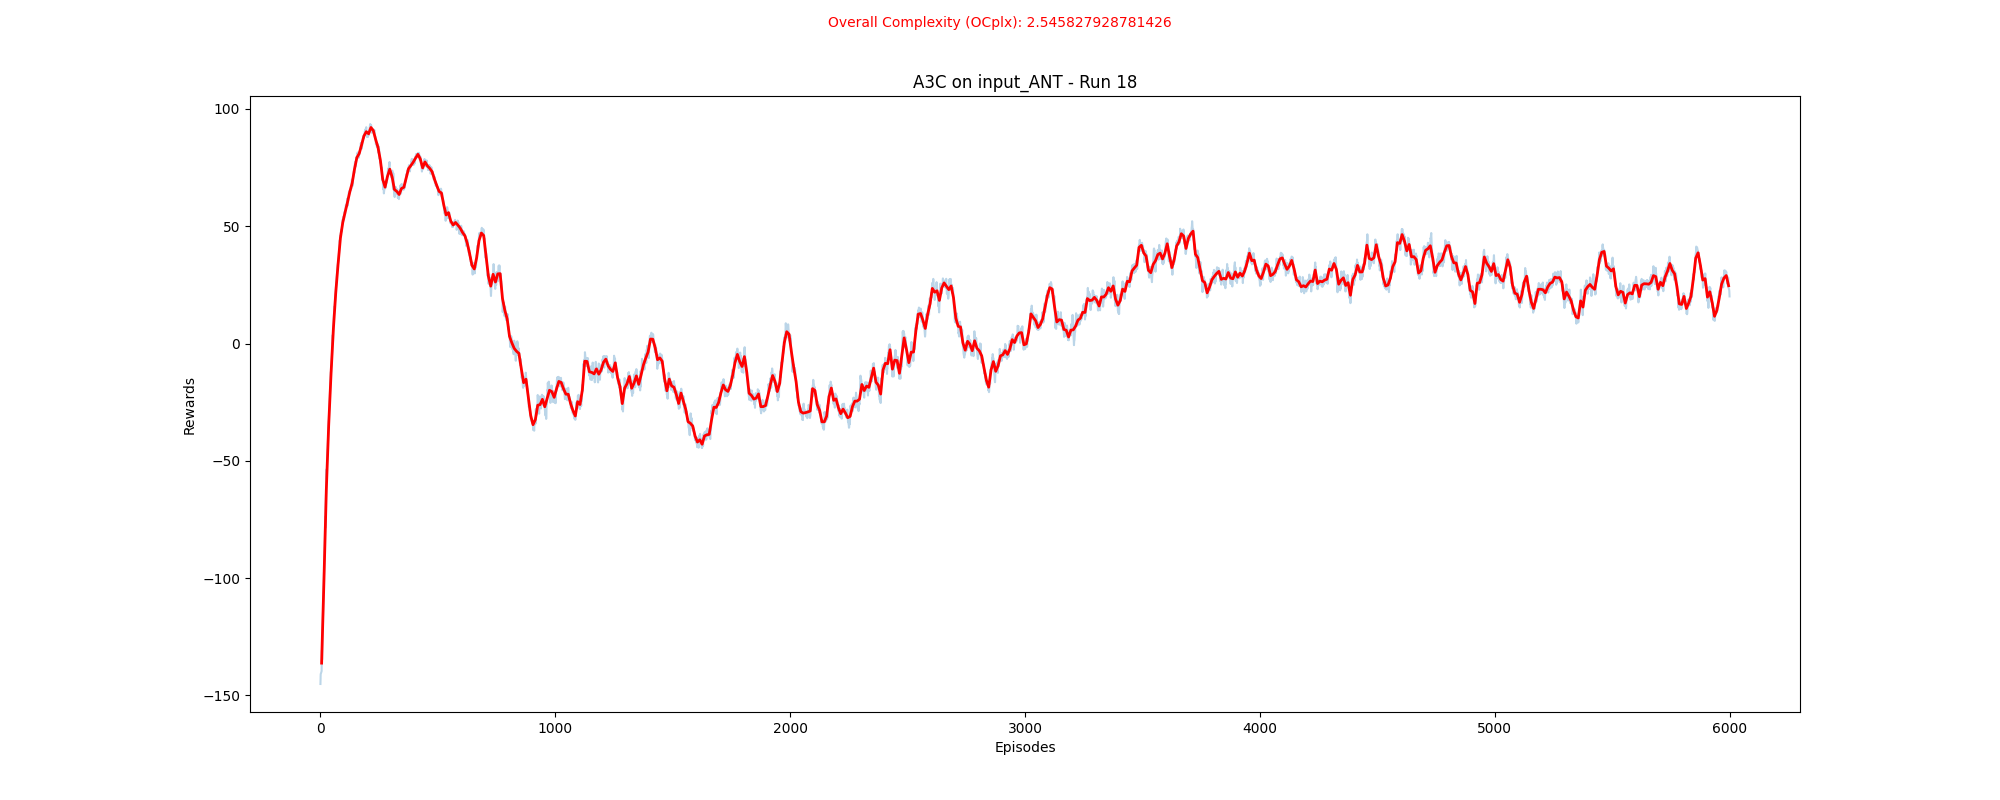 Overall Complexity (OCplx): 2.545827928781426
A3C on input_ANT - Run 18
100
50
0
−50
−100
−150
Rewards
0 1000 2000 3000 4000 5000 6000
Episodes